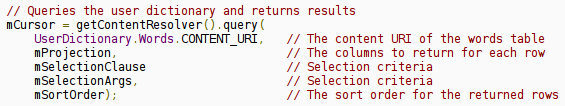 // Queries the user dictionary and returns results
mCursor = getContentResolver().query(
    UserDictionary.Words.CONTENT_URI,   // The content URI of the words table
    mProjection,                        // The columns to return for each row
    mSelectionClause                    // Selection criteria
    mSelectionArgs,                     // Selection criteria
    mSortOrder);                        // The sort order for the returned rows